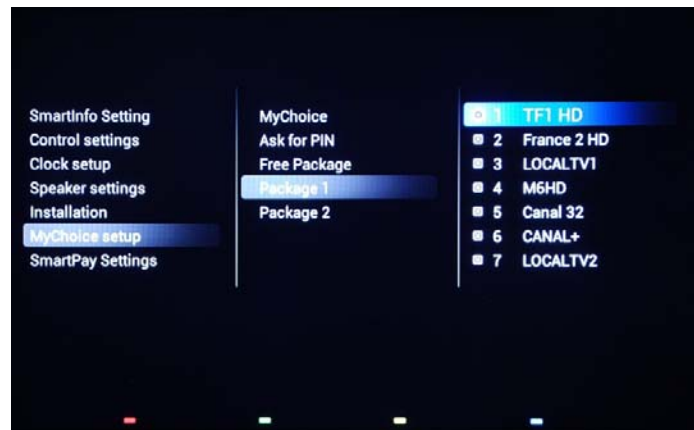 SmartInfo Setting
Control settings
Clock setup
Speaker settings
Installation
MyChoice setup
SmartPay Settings
MyChoice
Ask for PIN
Free Package
Package 1
Package 2
1 TF1 HD
2 France 2 HD
3 LOCALTV1
4 M6HD
5 Canal 32
6 CANAL+
7 LOCALTV2